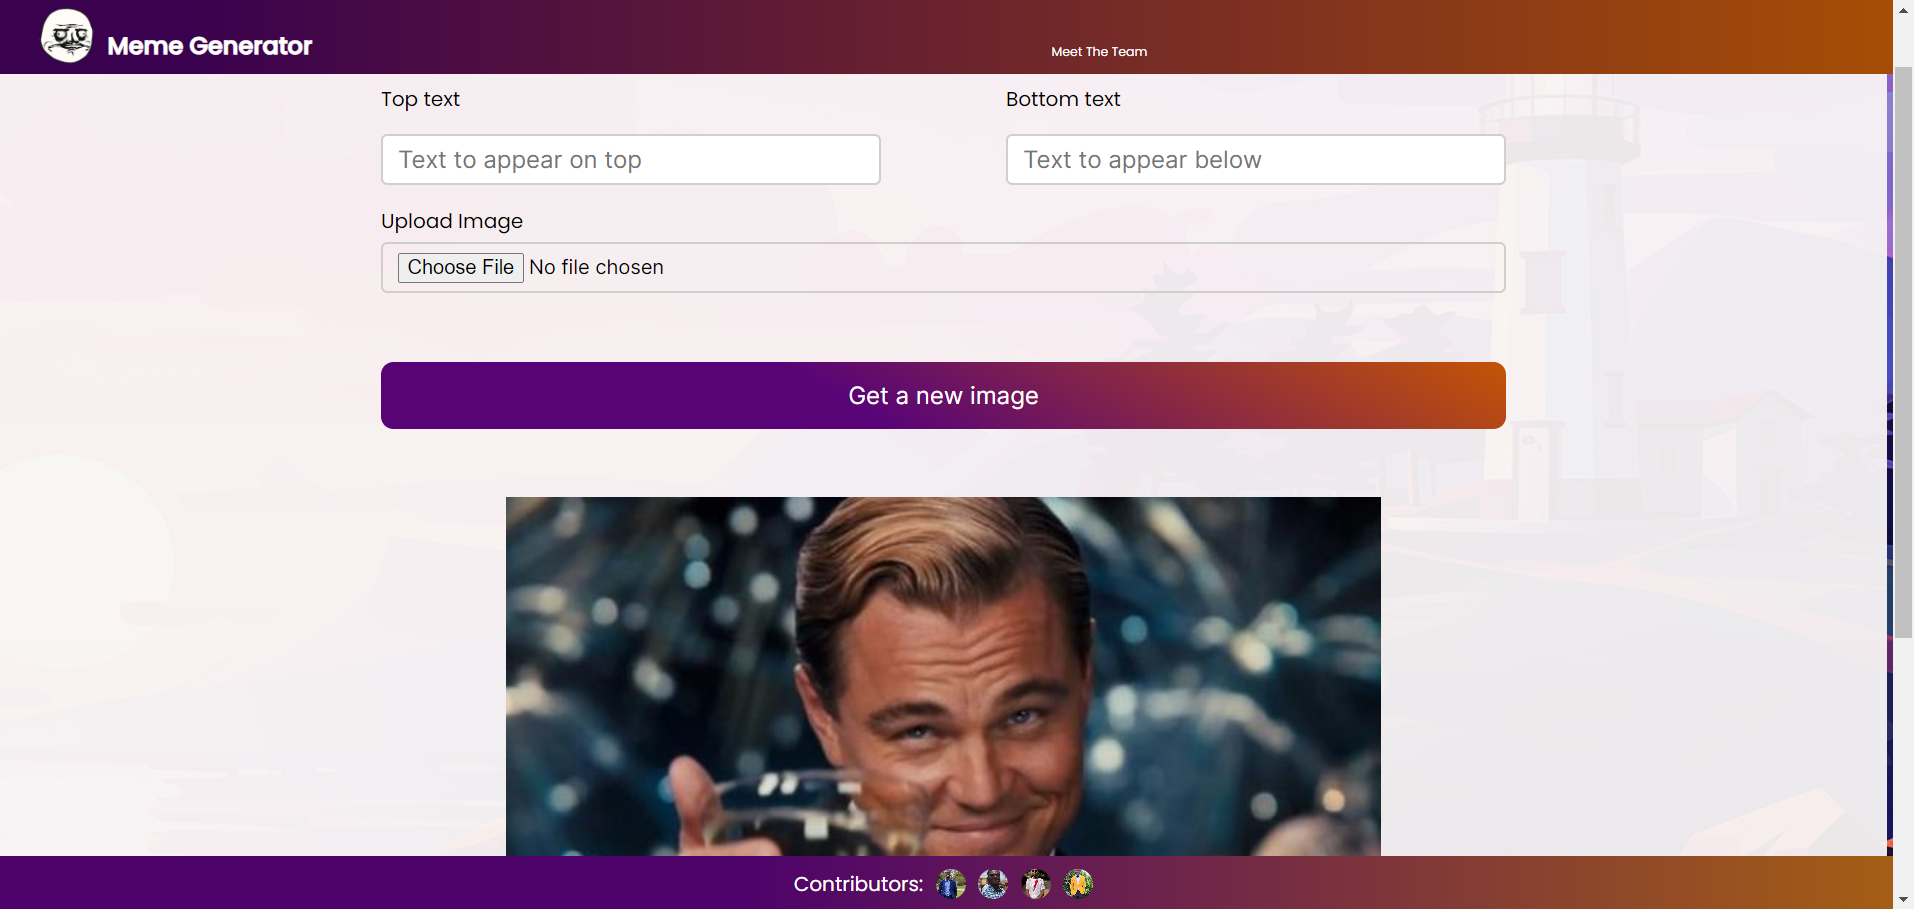 Meme Generator
Meet The Team
Top text
Bottom text
Text to appear on top
Text to appear below
Upload Image
Choose File No file chosen
Get a new image
Contributors: